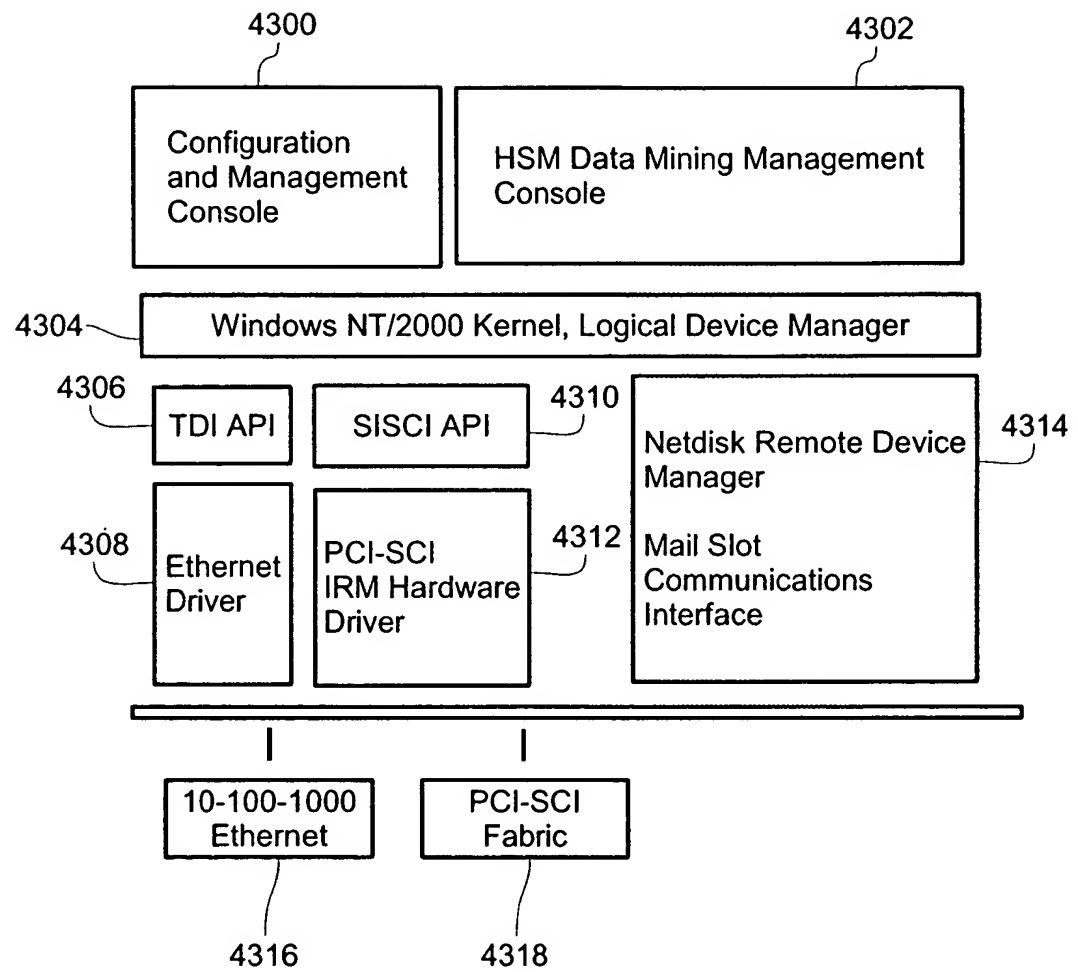 4300
4302
Configuration
and Management
Console
HSM Data Mining Management
Console
4304
Windows NT/2000 Kernel, Logical Device Manager
4306
TDI API
SISCI API
4310
Netdisk Remote Device
Manager
4314
Mail Slot
Communications
Interface
4308
Ethernet
Driver
PCI-SCI
IRM Hardware
Driver
4312
10-100-1000
Ethernet
PCI-SCI
Fabric
4316
4318